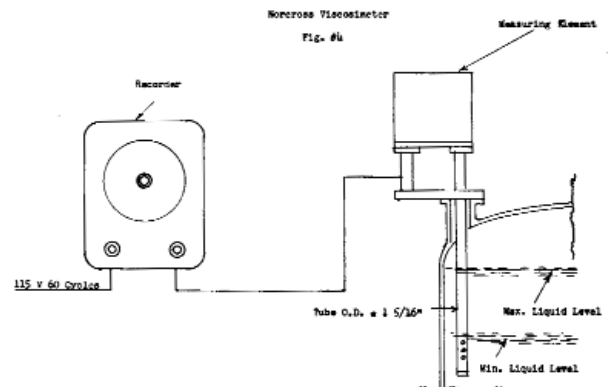 Norcross Viscosimeter
Fig. #4
Measuring Element
Recorder
115 V 60 Cycles
Tube O.D. = 1 5/16"
Max. Liquid Level
Min. Liquid Level